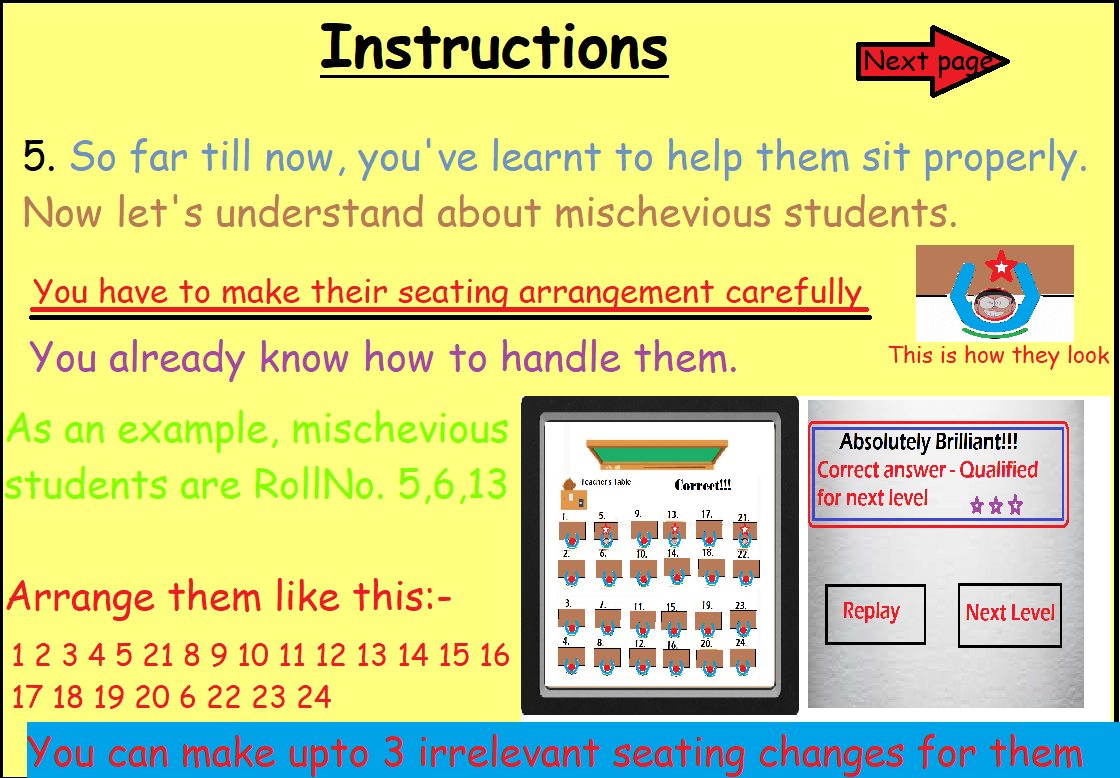 Instructions
Next page
5. So far till now, you've learnt to help them sit properly.
Now let's understand about mischevious students.
You have to make their seating arrangement carefully
You already know how to handle them.
This is how they look
As an example, mischevious
students are RollNo. 5,6,13
Arrange them like this:-
1 2 3 4 5 21 8 9 10 11 12 13 14 15 16
17 18 19 20 6 22 23 24
Teacher's Table
Correct!!!
1. 5. 9. 13. 17. 21.
2. 6. 10. 14. 18. 22.
3. 7. 11. 15. 19. 23.
4. 8. 12. 16. 20. 24.
Absolutely Brilliant!!!
Correct answer - Qualified
for next level
Replay
Next Level
You can make upto 3 irrelevant seating changes for them